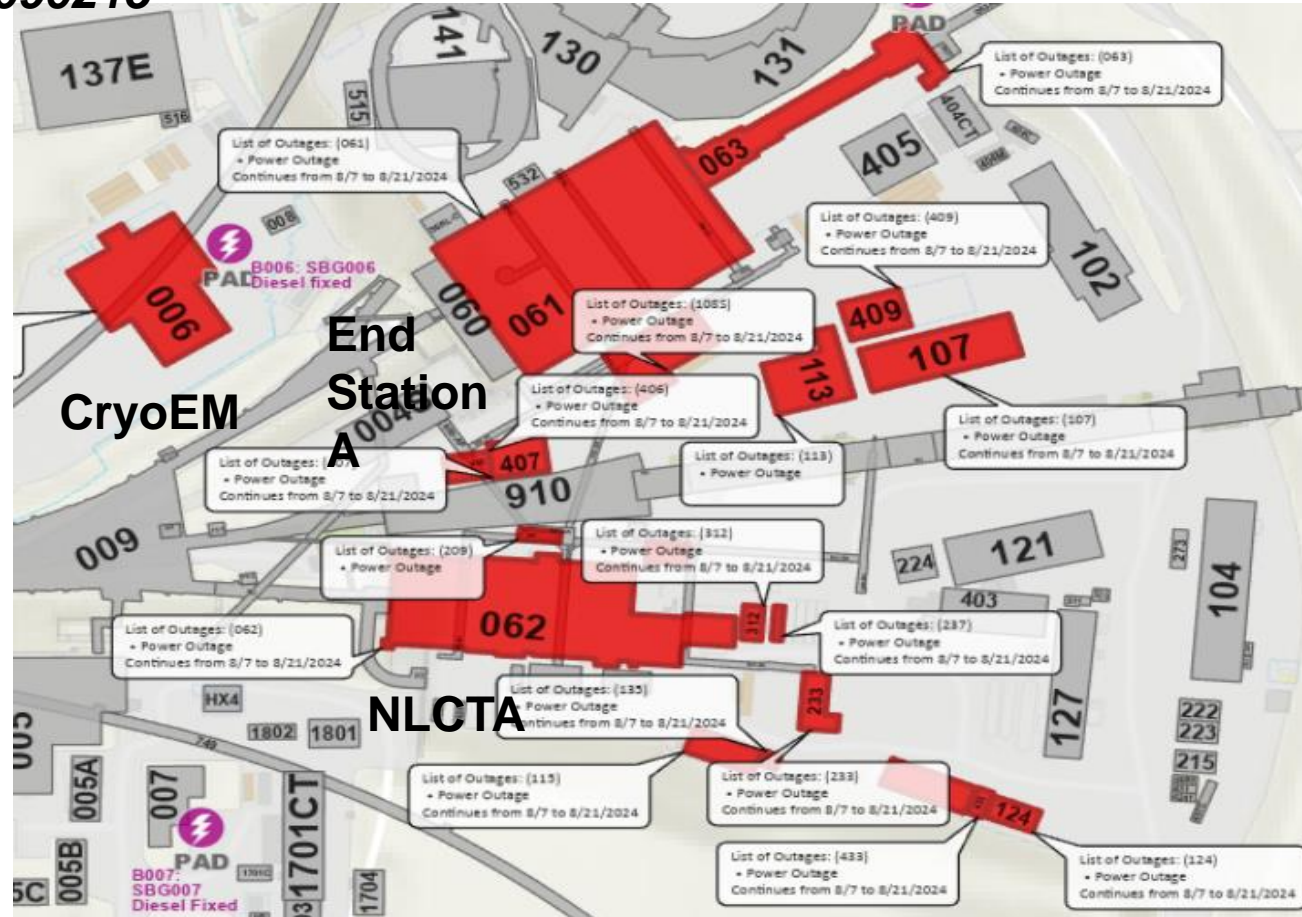 137E
516
515
141
130
131
PAD
List of Outages: (063)
• Power Outage
Continues from 8/7 to 8/21/2024
List of Outages: (061)
• Power Outage
Continues from 8/7 to 8/21/2024
532
063
405
404CT
008
PAD
B006: SBG006
Diesel fixed
006
060
061
List of Outages: (409)
• Power Outage
Continues from 8/7 to 8/21/2024
102
List of Outages: (108S)
• Power Outage
Continues from 8/7 to 8/21/2024
409
107
113
End
Station
A
CryoEM
List of Outages: (406)
• Power Outage
Continues from 8/7 to 8/21/2024
List of Outages:
• Power Outage
Continues from 8/7 to 8/21/2024
407
910
List of Outages: (113)
• Power Outage
List of Outages: (107)
• Power Outage
Continues from 8/7 to 8/21/2024
009
List of Outages: (209)
• Power Outage
List of Outages: (312)
• Power Outage
Continues from 8/7 to 8/21/2024
224
121
273
104
403
062
312
List of Outages: (062)
• Power Outage
Continues from 8/7 to 8/21/2024
List of Outages: (237)
• Power Outage
Continues from 8/7 to 8/21/2024
HX4
NLCTA
List of Outages: (135)
• Power Outage
Continues from 8/7 to 8/21/2024
233
127
222
223
215
1802
1801
749
005
005A
007
1701CT
List of Outages: (115)
• Power Outage
Continues from 8/7 to 8/21/2024
List of Outages: (233)
• Power Outage
Continues from 8/7 to 8/21/2024
124
PAD
B007:
SBG007
Diesel Fixed
005B
5C
1704
List of Outages: (433)
• Power Outage
Continues from 8/7 to 8/21/2024
List of Outages: (124)
• Power Outage
Continues from 8/7 to 8/21/2024